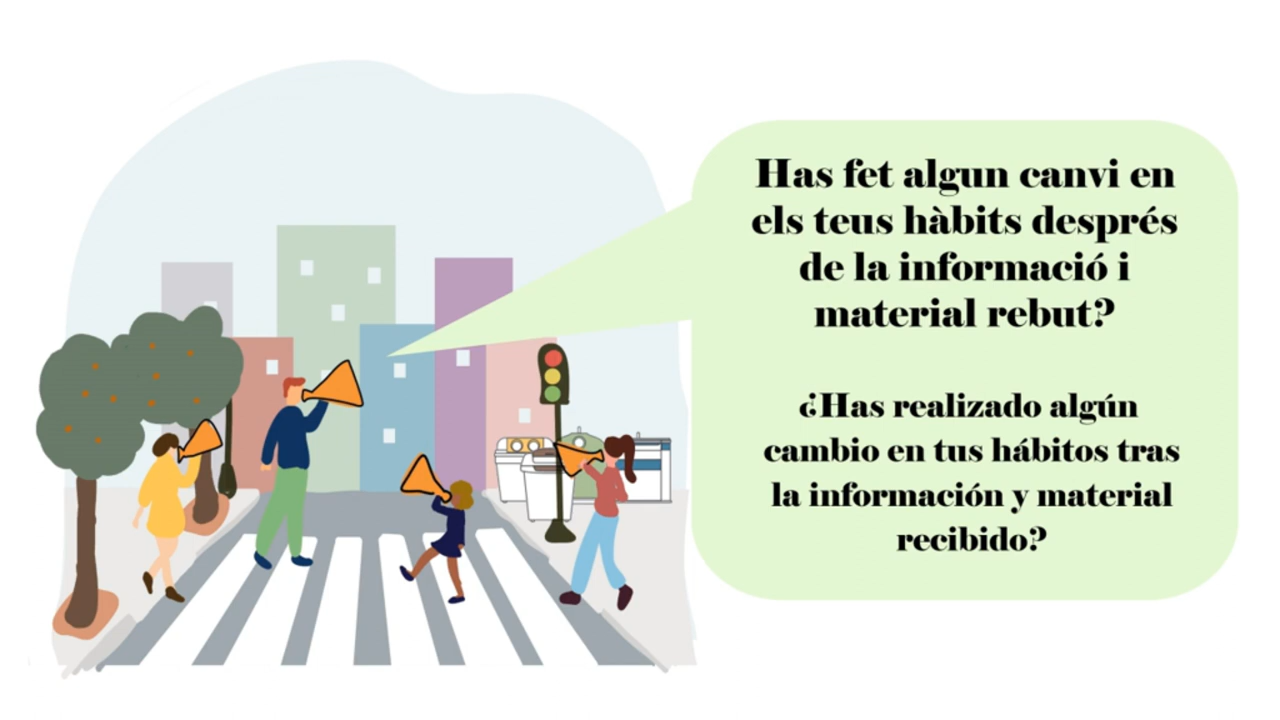 Has fet algun canvi en
els teus hàbits després
de la informació i
material rebut?
¿Has realizado algún
cambio en tus hábitos tras
la información y material
recibido?